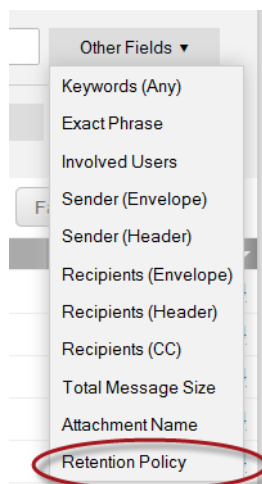 Other Fields ▼
Keywords (Any)
Exact Phrase
Involved Users
Sender (Envelope)
Sender (Header)
Recipients (Envelope)
Recipients (Header)
Recipients (CC)
Total Message Size
Attachment Name
Retention Policy